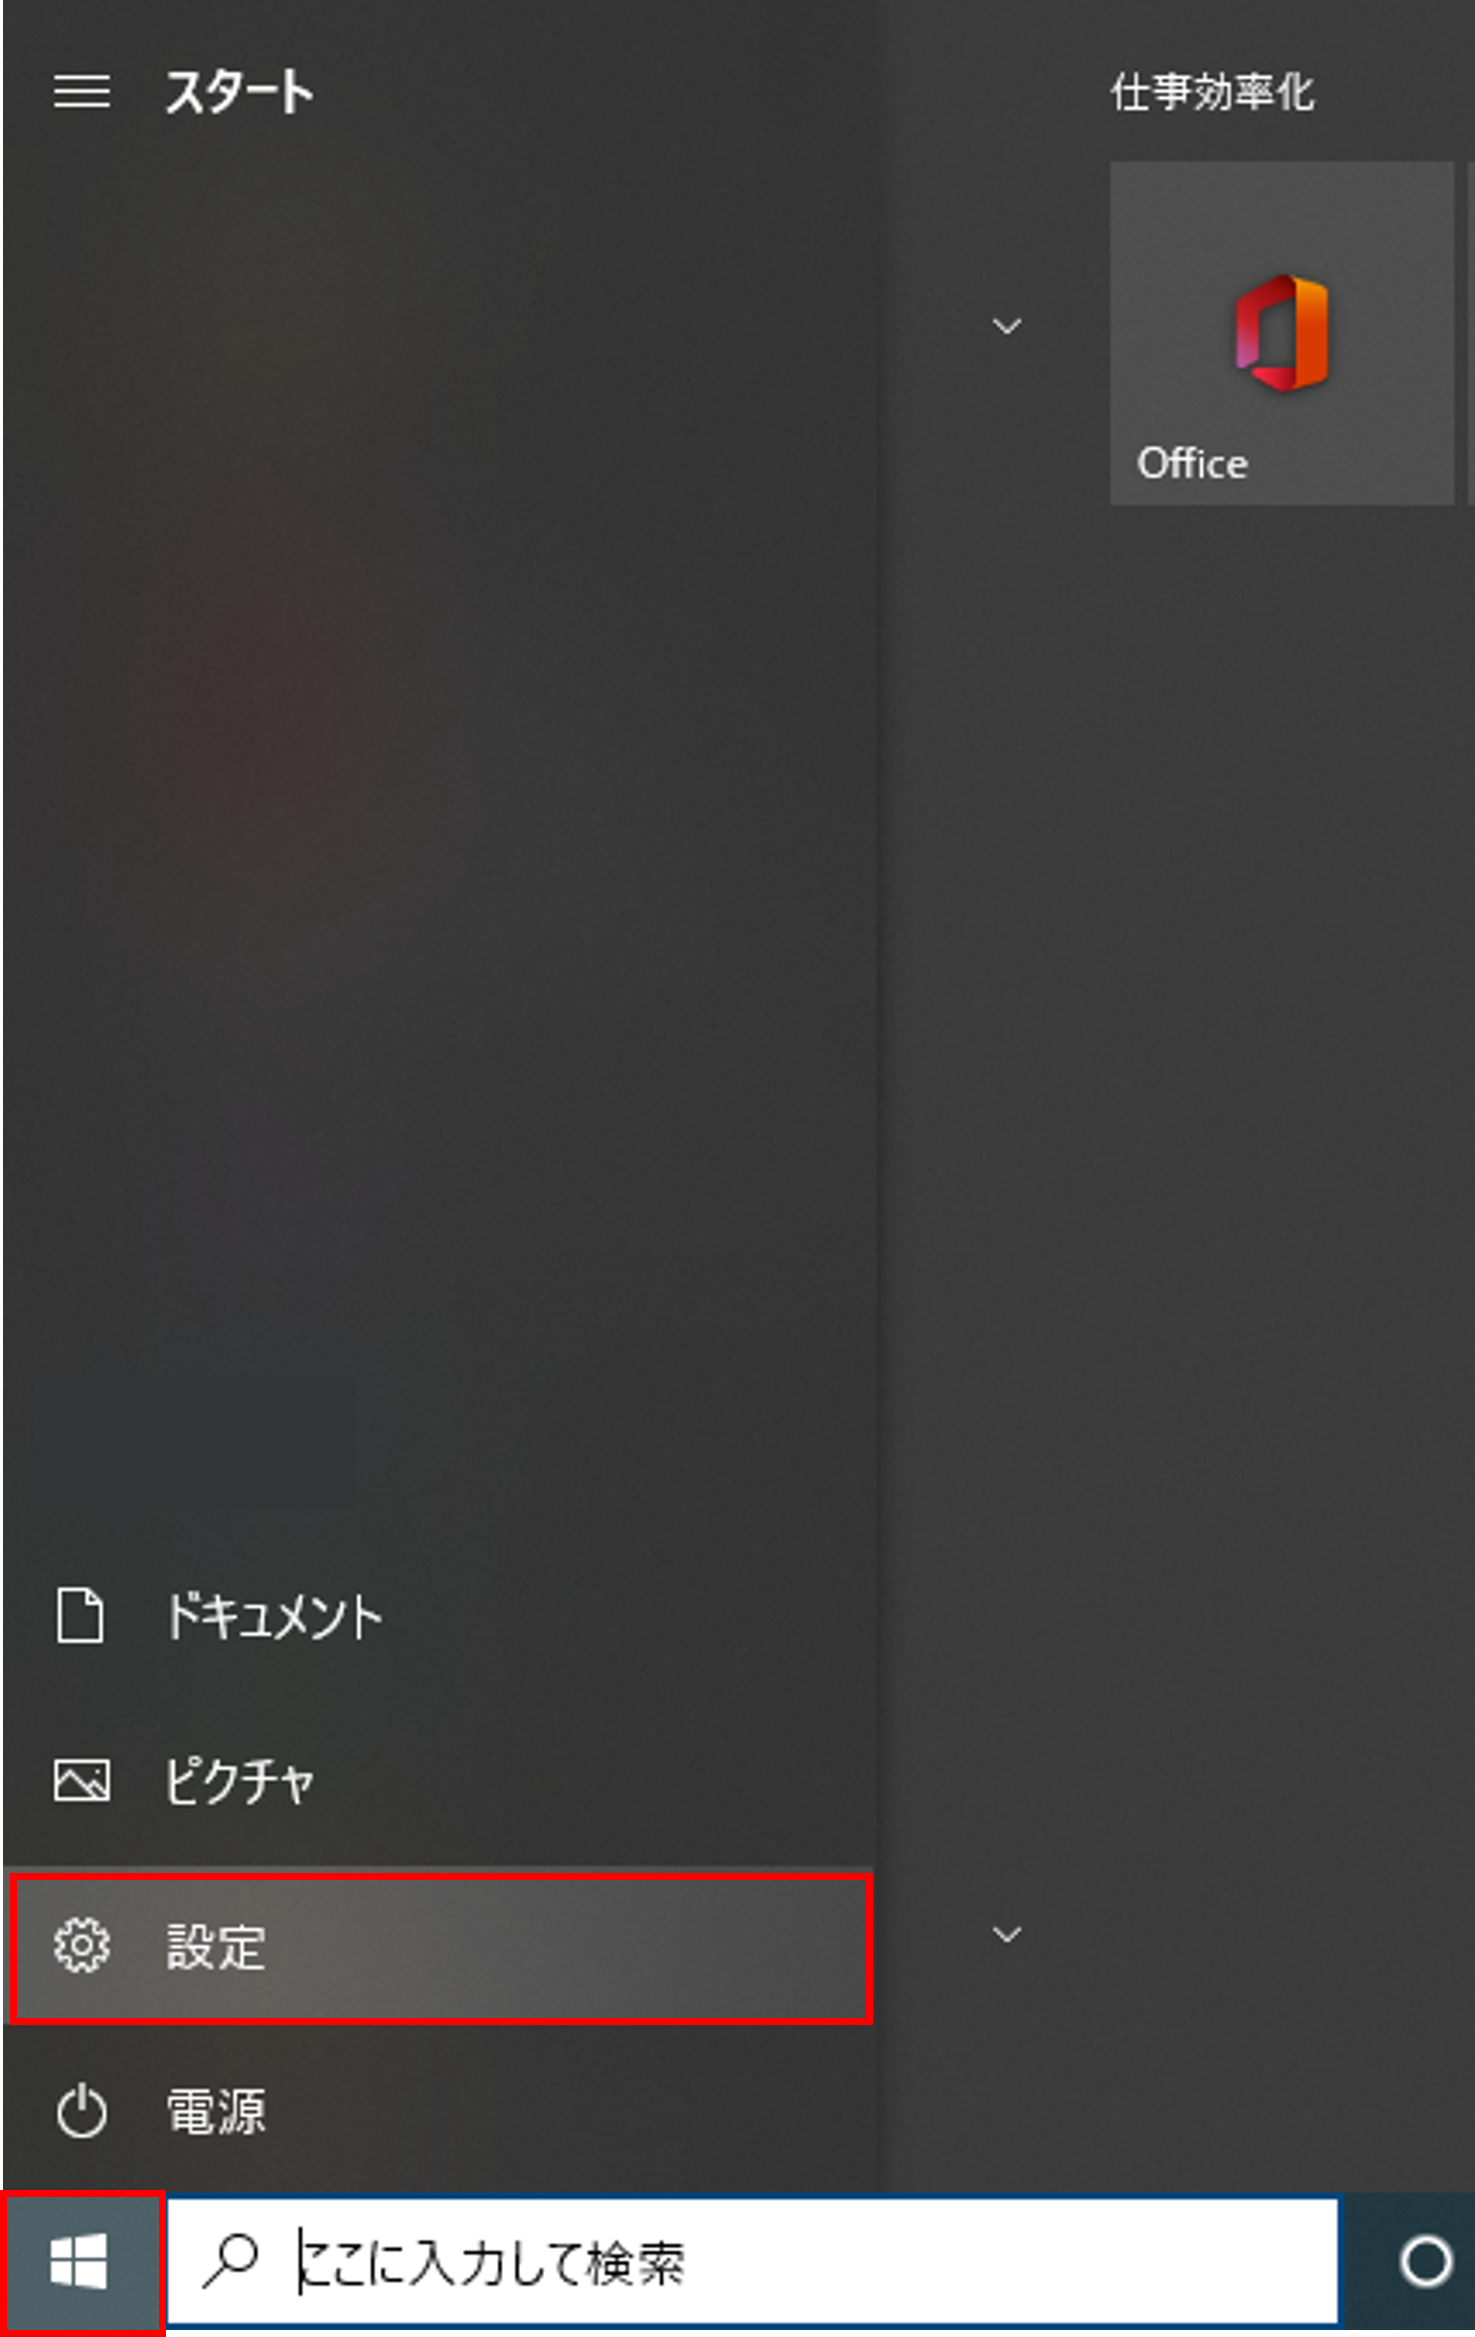 スタート
仕事効率化
Office
ドキュメント
ピクチャ
設定
電源
ここに入力して検索